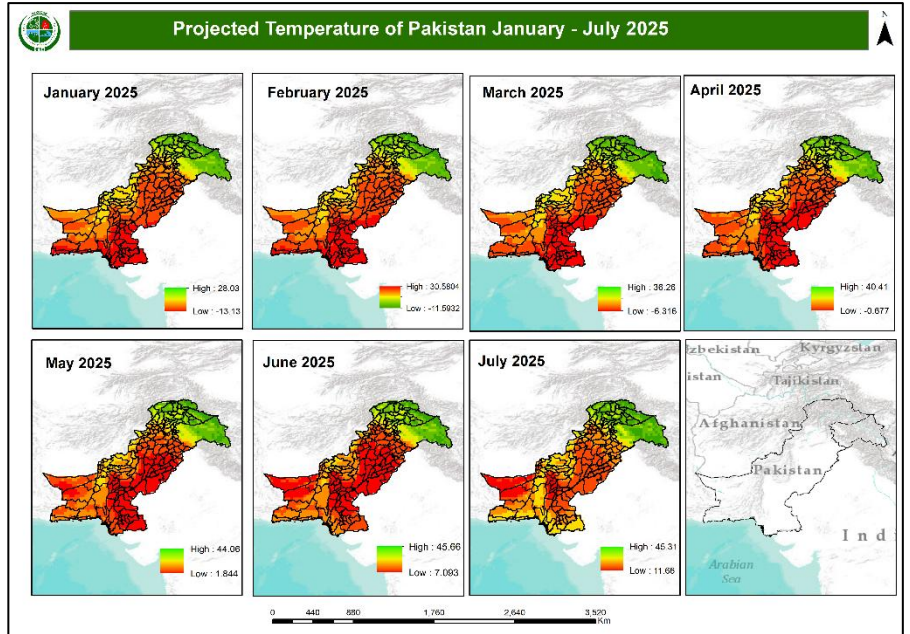 Projected Temperature of Pakistan January - July 2025
N
January 2025
High : 28.03
Low : -13.13
February 2025
High : 30.5804
Low : -11.5932
March 2025
High : 36.26
Low : -6.316
April 2025
High : 40.41
Low : -0.677
May 2025
High : 44.06
Low : 1.844
June 2025
High : 45.66
Low : 7.093
July 2025
High : 45.31
Low : 11.68
zbekistan
Kyrgyzstan
istan
Tajikistan
Afghanistan
Pakistan
Indi
Arabian
Sea
0 440 880 1,760 2,640 3,520
Km